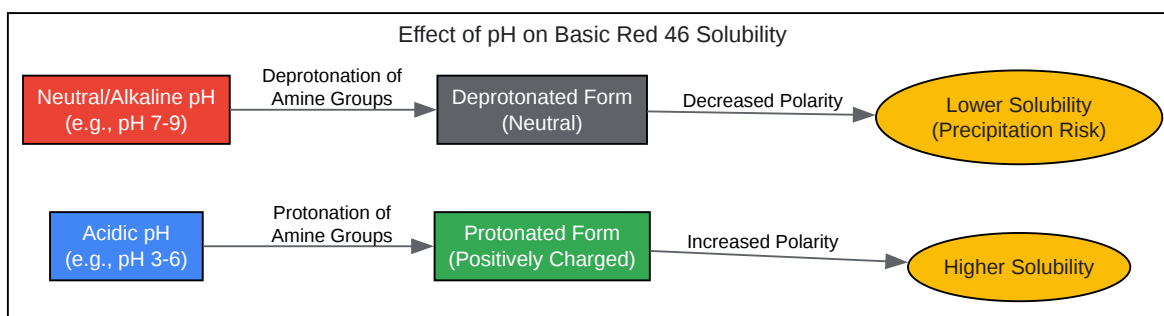 Effect of pH on Basic Red 46 Solubility
Neutral/Alkaline pH
(e.g., pH 7-9)
Deprotonation of
Amine Groups
Deprotonated Form
(Neutral)
Decreased Polarity
Lower Solubility
(Precipitation Risk)
Acidic pH
(e.g., pH 3-6)
Protonation of
Amine Groups
Protonated Form
(Positively Charged)
Increased Polarity
Higher Solubility